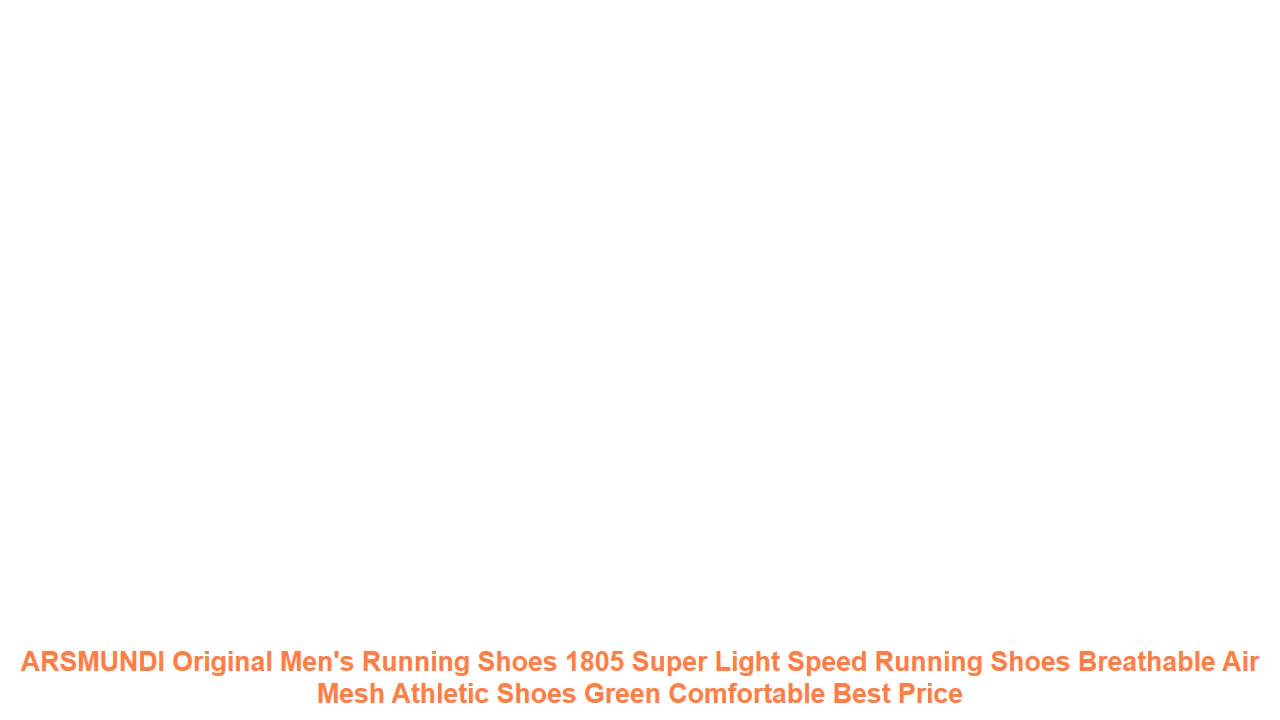 ARSMUNDI Original Men's Running Shoes 1805 Super Light Speed Running Shoes Breathable Air
Mesh Athletic Shoes Green Comfortable Best Price